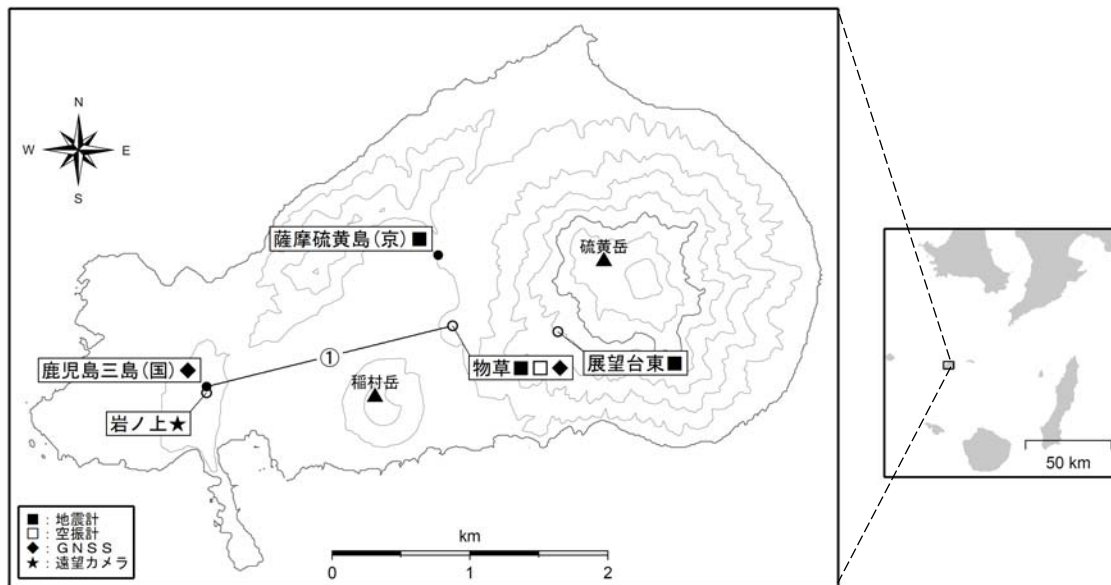 N
W E
S
薩摩硫黄島(京)■
硫黄岳
①
鹿児島三島(国)◆
物草■□◆
展望台東■
稲村岳
岩ノ上★
■：地震計
□：空振計
◆：ＧＮＳＳ
★：遠望カメラ
km
0 1 2
50 km